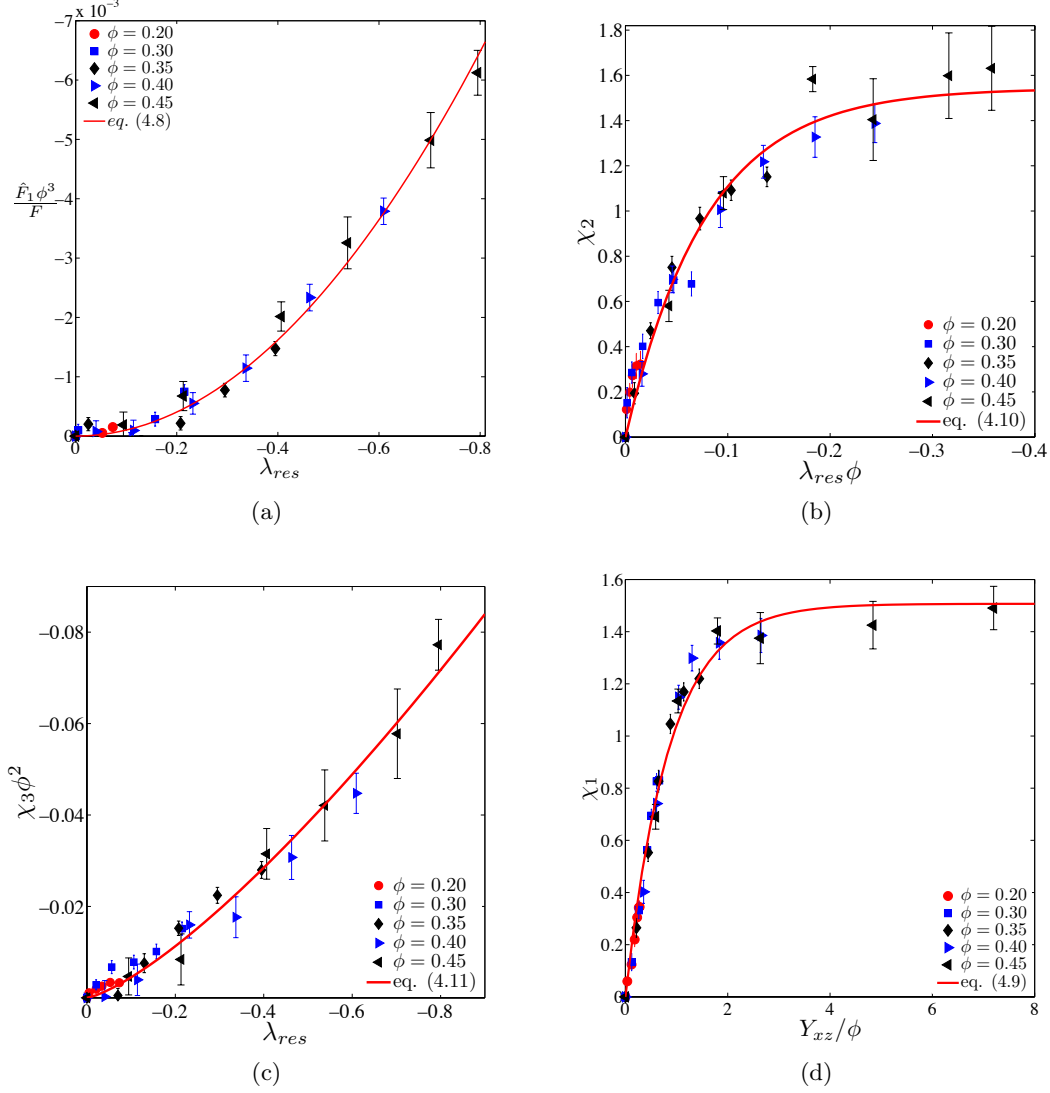 −7 x 10⁻³
−6
−5
−4
−3
−2
−1
0
0 −0.2 −0.4 −0.6 −0.8
F̂₁ϕ³/F
λres
ϕ = 0.20
ϕ = 0.30
ϕ = 0.35
ϕ = 0.40
ϕ = 0.45
eq. (4.8)
(a)
1.8
1.6
1.4
1.2
1
0.8
0.6
0.4
0.2
0
0 −0.1 −0.2 −0.3 −0.4
χ2
λresϕ
ϕ = 0.20
ϕ = 0.30
ϕ = 0.35
ϕ = 0.40
ϕ = 0.45
eq. (4.10)
(b)
−0.08
−0.06
−0.04
−0.02
0
0 −0.2 −0.4 −0.6 −0.8
χ3ϕ²
λres
ϕ = 0.20
ϕ = 0.30
ϕ = 0.35
ϕ = 0.40
ϕ = 0.45
eq. (4.11)
(c)
1.6
1.4
1.2
1
0.8
0.6
0.4
0.2
0
0 2 4 6 8
χ1
Yxz/ϕ
ϕ = 0.20
ϕ = 0.30
ϕ = 0.35
ϕ = 0.40
ϕ = 0.45
eq. (4.9)
(d)